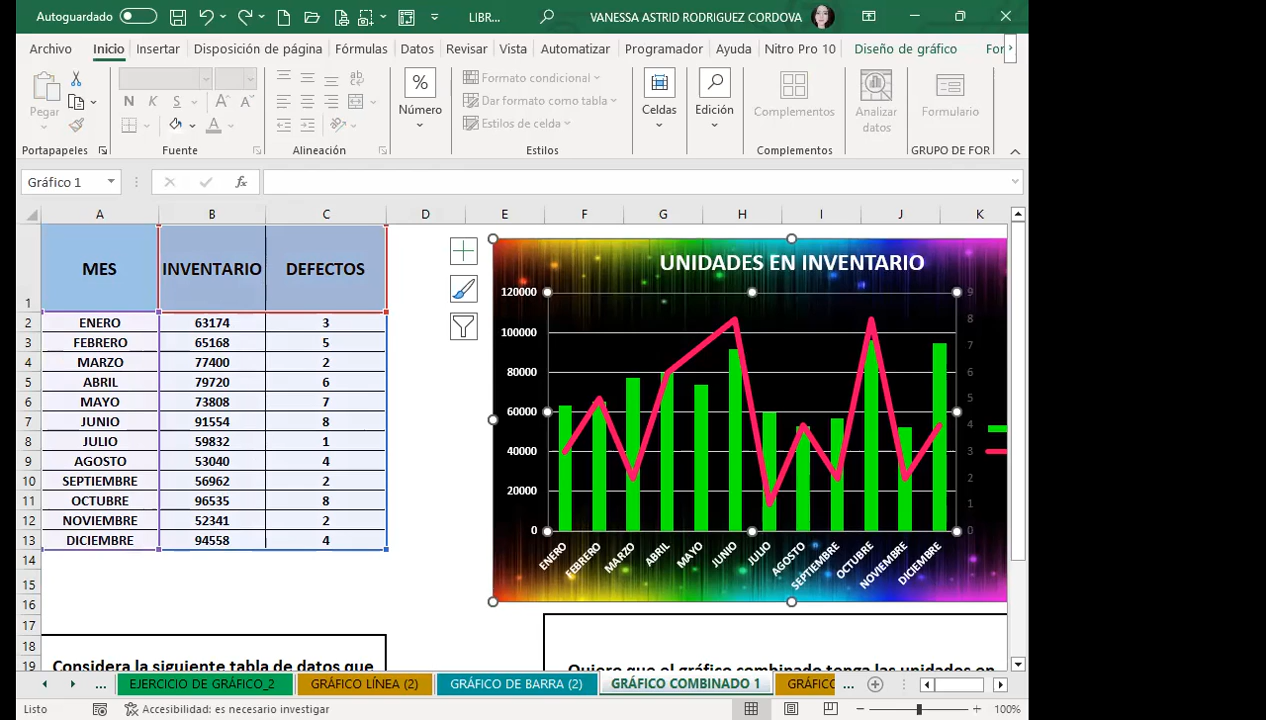 Autoguardado LIBR... VANESSA ASTRID RODRIGUEZ CORDOVA
Archivo Inicio Insertar Disposición de página Fórmulas Datos Revisar Vista Automatizar Programador Ayuda Nitro Pro 10 Diseño de gráfico For
Pegar
N K S
Número
Formato condicional
Dar formato como tabla
Estilos de celda
Celdas
Edición
Complementos
Analizar datos
Formulario
Portapapeles Fuente Alineación Estilos Complementos GRUPO DE FOR
Gráfico 1 fx
A B C D E F G H I J K
1 MES INVENTARIO DEFECTOS
2 ENERO 63174 3
3 FEBRERO 65168 5
4 MARZO 77400 2
5 ABRIL 79720 6
6 MAYO 73808 7
7 JUNIO 91554 8
8 JULIO 59832 1
9 AGOSTO 53040 4
10 SEPTIEMBRE 56962 2
11 OCTUBRE 96535 8
12 NOVIEMBRE 52341 2
13 DICIEMBRE 94558 4
14
15
16
17
18
19
UNIDADES EN INVENTARIO
120000 9
100000 8
80000 7
60000 6
40000 5
20000 4
0 3
2
1
0
ENERO FEBRERO MARZO ABRIL MAYO JUNIO JULIO AGOSTO SEPTIEMBRE OCTUBRE NOVIEMBRE DICIEMBRE
Considera la siguiente tabla de datos que
Quiero que el gráfico combinado tenga las unidades en
... EJERCICIO DE GRÁFICO_2 GRÁFICO LÍNEA (2) GRÁFICO DE BARRA (2) GRÁFICO COMBINADO 1 GRÁFICO ...
Listo Accesibilidad: es necesario investigar 100%